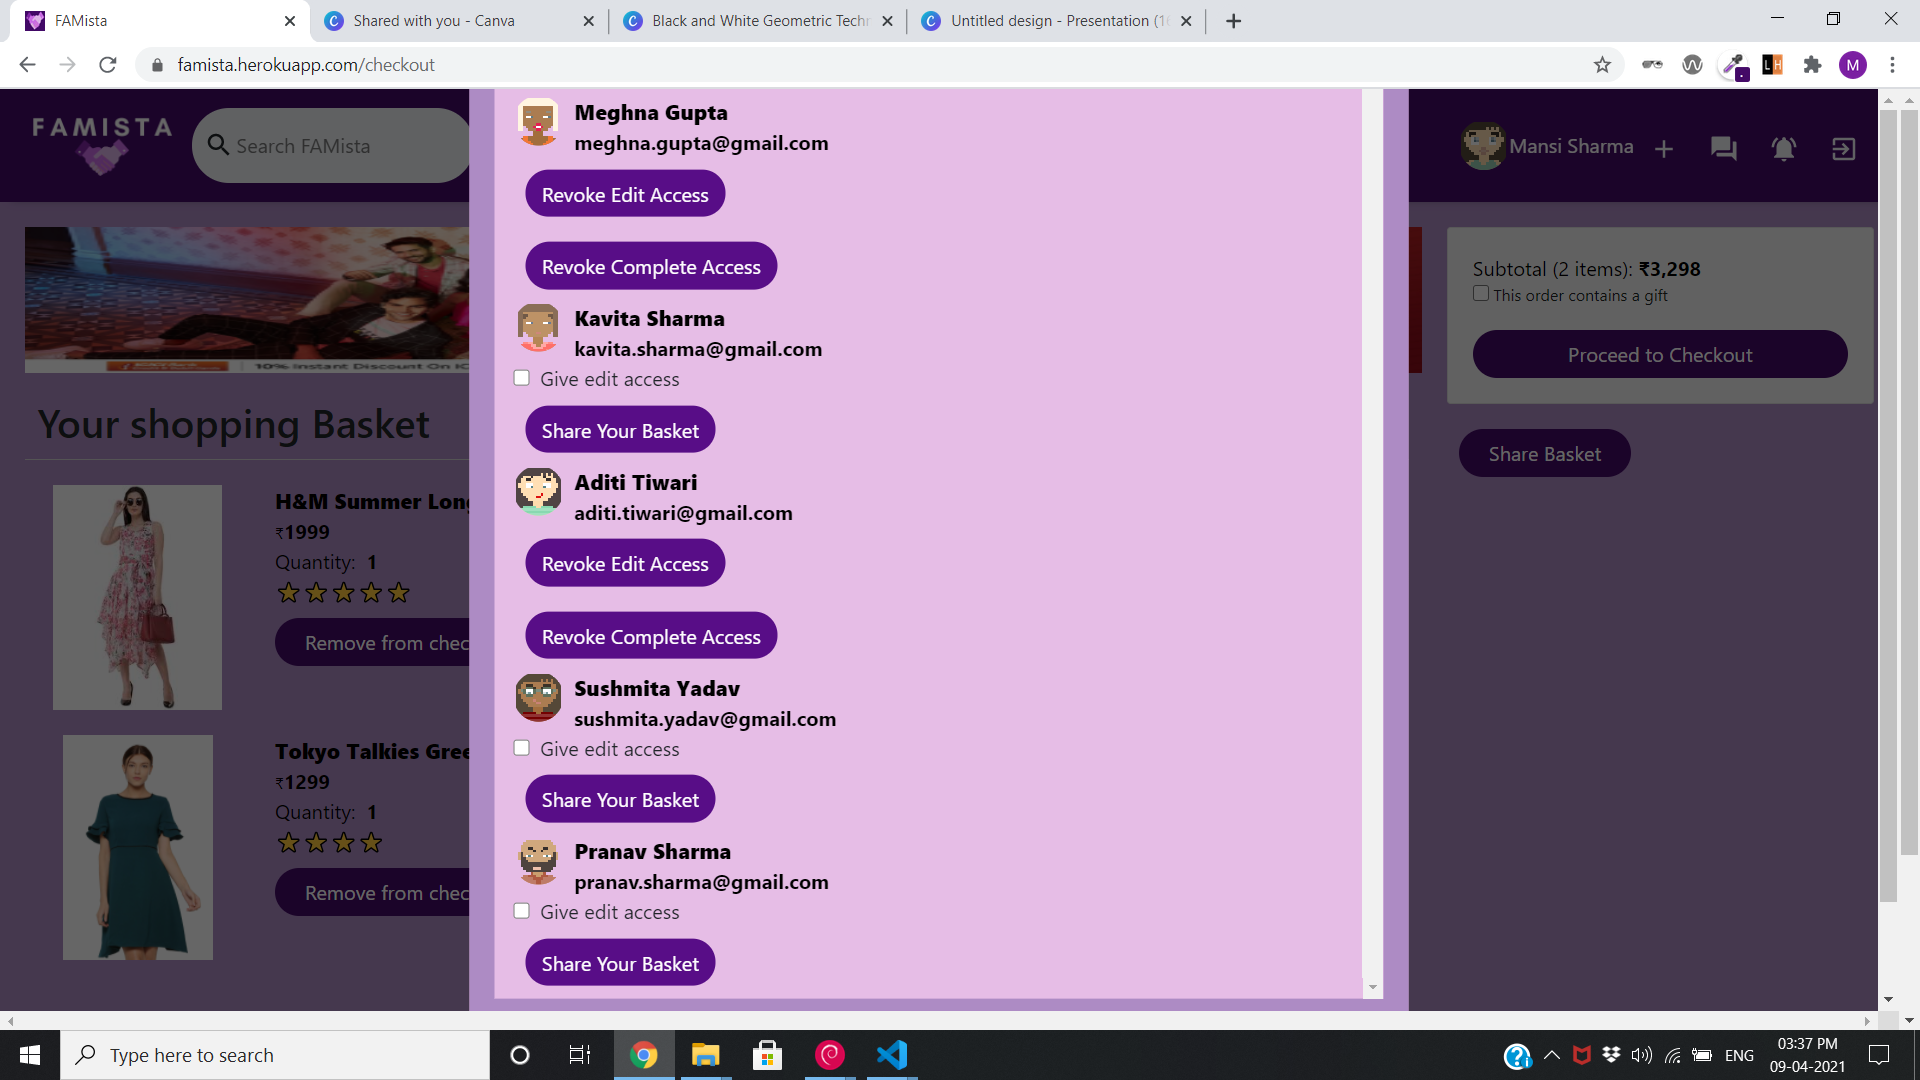 FAMista
Shared with you - Canva
Black and White Geometric Techn
Untitled design - Presentation (16
famista.herokuapp.com/checkout
M
FAMISTA
Search FAMista
Mansi Sharma
Meghna Gupta
meghna.gupta@gmail.com
Revoke Edit Access
Revoke Complete Access
Kavita Sharma
kavita.sharma@gmail.com
Give edit access
Share Your Basket
Aditi Tiwari
aditi.tiwari@gmail.com
Revoke Edit Access
Revoke Complete Access
Sushmita Yadav
sushmita.yadav@gmail.com
Give edit access
Share Your Basket
Pranav Sharma
pranav.sharma@gmail.com
Give edit access
Share Your Basket
10% Instant Discount On IC
Your shopping Basket
H&M Summer Long
₹1999
Quantity: 1
Remove from chec
Tokyo Talkies Gree
₹1299
Quantity: 1
Remove from chec
Subtotal (2 items): ₹3,298
This order contains a gift
Proceed to Checkout
Share Basket
Type here to search
ENG
03:37 PM
09-04-2021